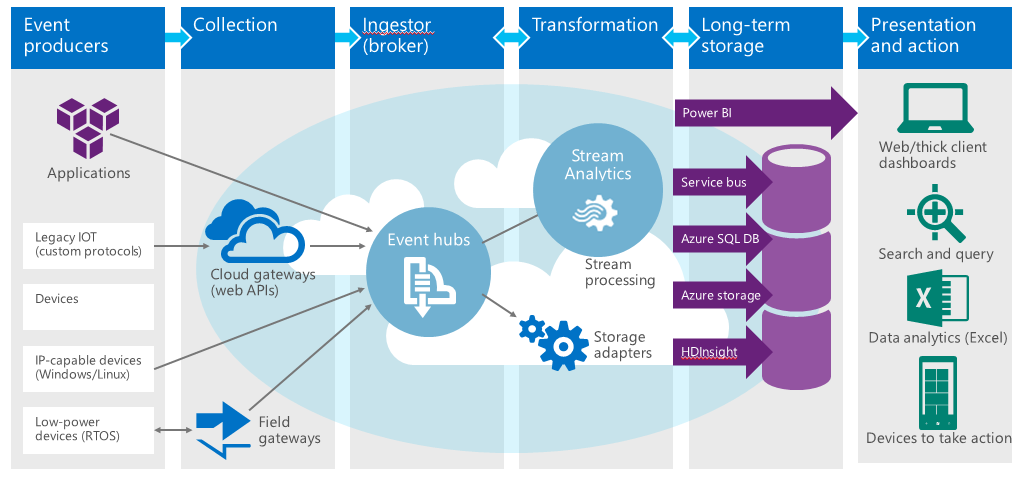 Event
producers
Collection
Ingestor
(broker)
Transformation
Long-term
storage
Presentation
and action
Applications
Legacy IOT
(custom protocols)
Devices
IP-capable devices
(Windows/Linux)
Low-power
devices (RTOS)
Cloud gateways
(web APIs)
Field
gateways
Event hubs
Stream
Analytics
Stream
processing
Storage
adapters
Power BI
Service bus
Azure SQL DB
Azure storage
HDInsight
Web/thick client
dashboards
Search and query
X
Data analytics (Excel)
Devices to take action